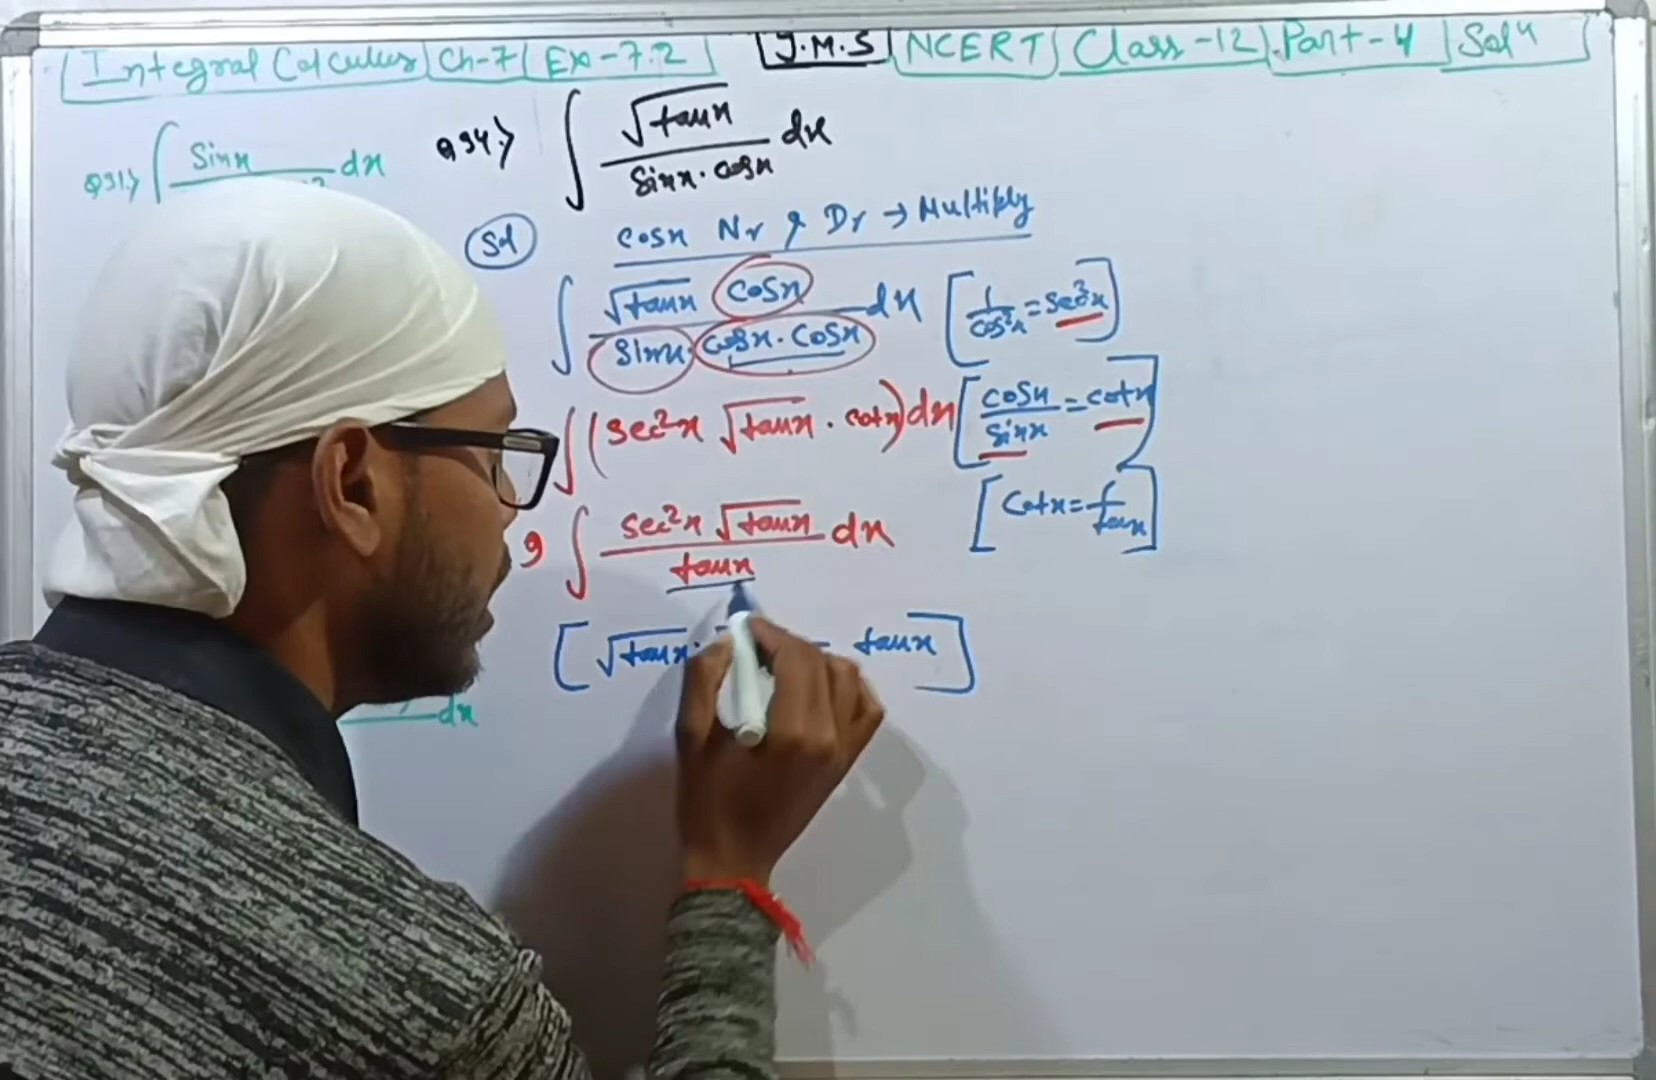 Integral Calculus Ch-7 Ex-7.2 J.M.S NCERT Class-12 Part-4 Sol^n
Q31.> ∫ Sinx dx
Q34.> ∫ √tanx / Sinx.cosx dx
Sol cosx Nr & Dr → Multiply
∫ √tanx cosx / Sinx.cosx.Cosx dx [1/cos²x = Sec²x]
∫(Sec²x √tanx . cotx)dx [cosx/Sinx = cotx]
9 ∫ Sec²x √tanx / tanx dx [Cotx = 1/tanx]
[√tanx . = tanx]
dx